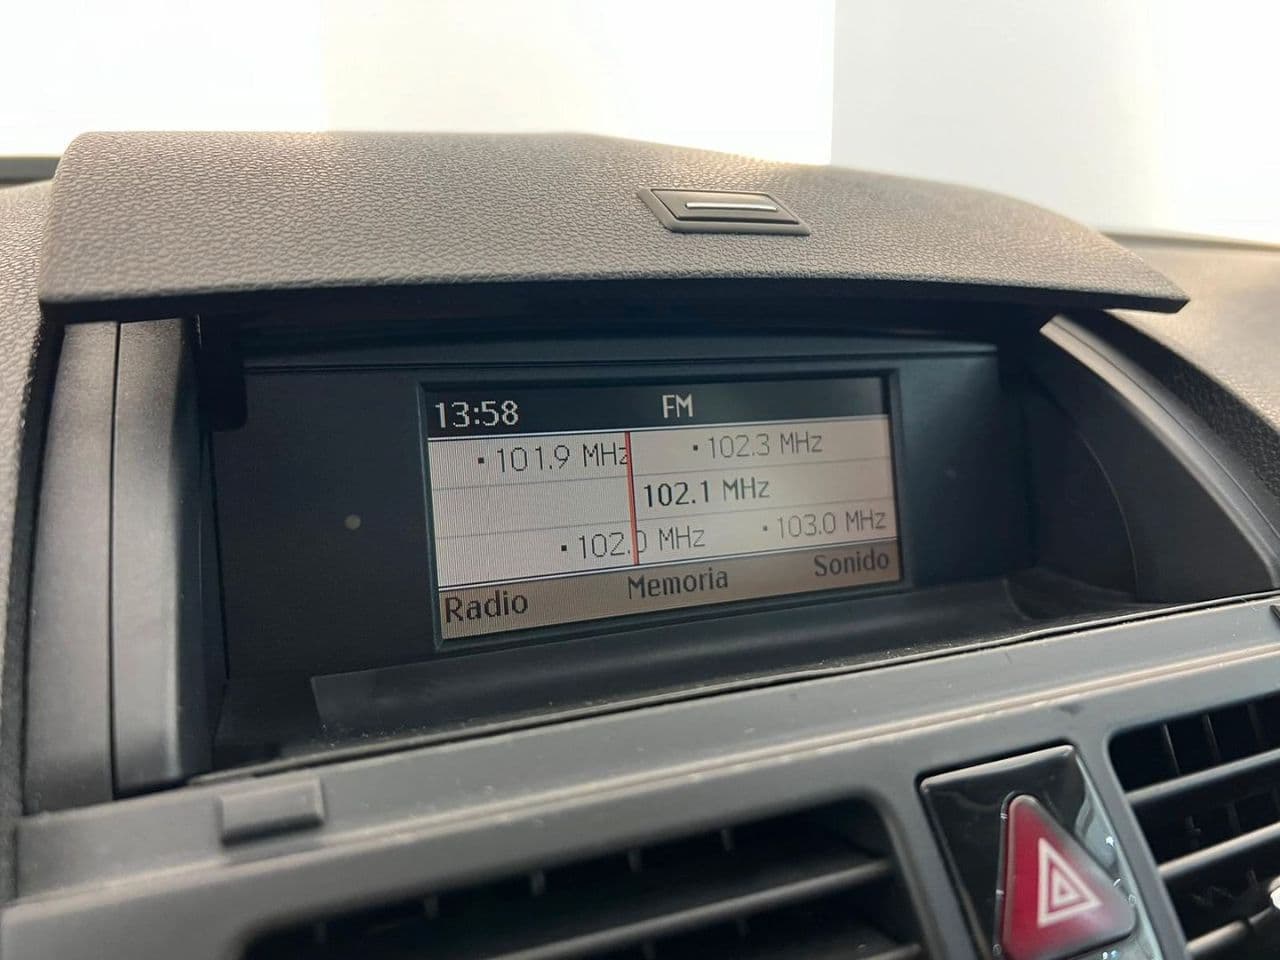 13:58 FM
· 101.9 MHz · 102.3 MHz
102.1 MHz
· 102.0 MHz · 103.0 MHz
Radio Memoria Sonido